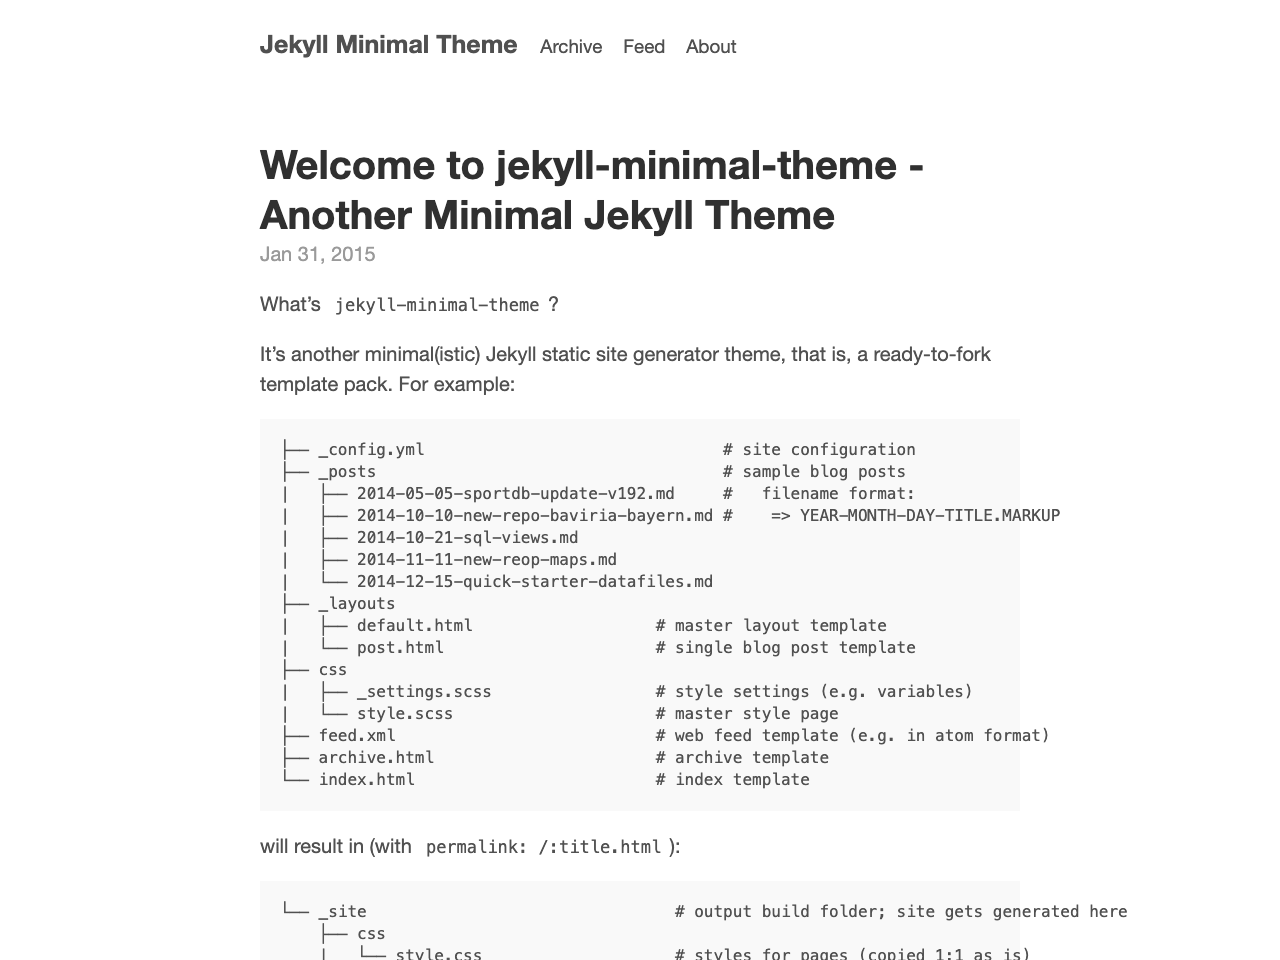 Jekyll Minimal Theme Archive Feed About
Welcome to jekyll-minimal-theme -
Another Minimal Jekyll Theme
Jan 31, 2015
What’s jekyll-minimal-theme ?
It’s another minimal(istic) Jekyll static site generator theme, that is, a ready-to-fork
template pack. For example:
├── _config.yml                               # site configuration
├── _posts                                    # sample blog posts
|   ├── 2014-05-05-sportdb-update-v192.md     #   filename format:
|   ├── 2014-10-10-new-repo-baviria-bayern.md #    => YEAR-MONTH-DAY-TITLE.MARKUP
|   ├── 2014-10-21-sql-views.md
|   ├── 2014-11-11-new-reop-maps.md
|   └── 2014-12-15-quick-starter-datafiles.md
├── _layouts
|   ├── default.html                   # master layout template
|   └── post.html                      # single blog post template
├── css
|   ├── _settings.scss                 # style settings (e.g. variables)
|   └── style.scss                     # master style page
├── feed.xml                           # web feed template (e.g. in atom format)
├── archive.html                       # archive template
└── index.html                         # index template
will result in (with permalink: /:title.html ):
└── _site                                # output build folder; site gets generated here
    ├── css
    |   └── style.css                    # styles for pages (copied 1:1 as is)